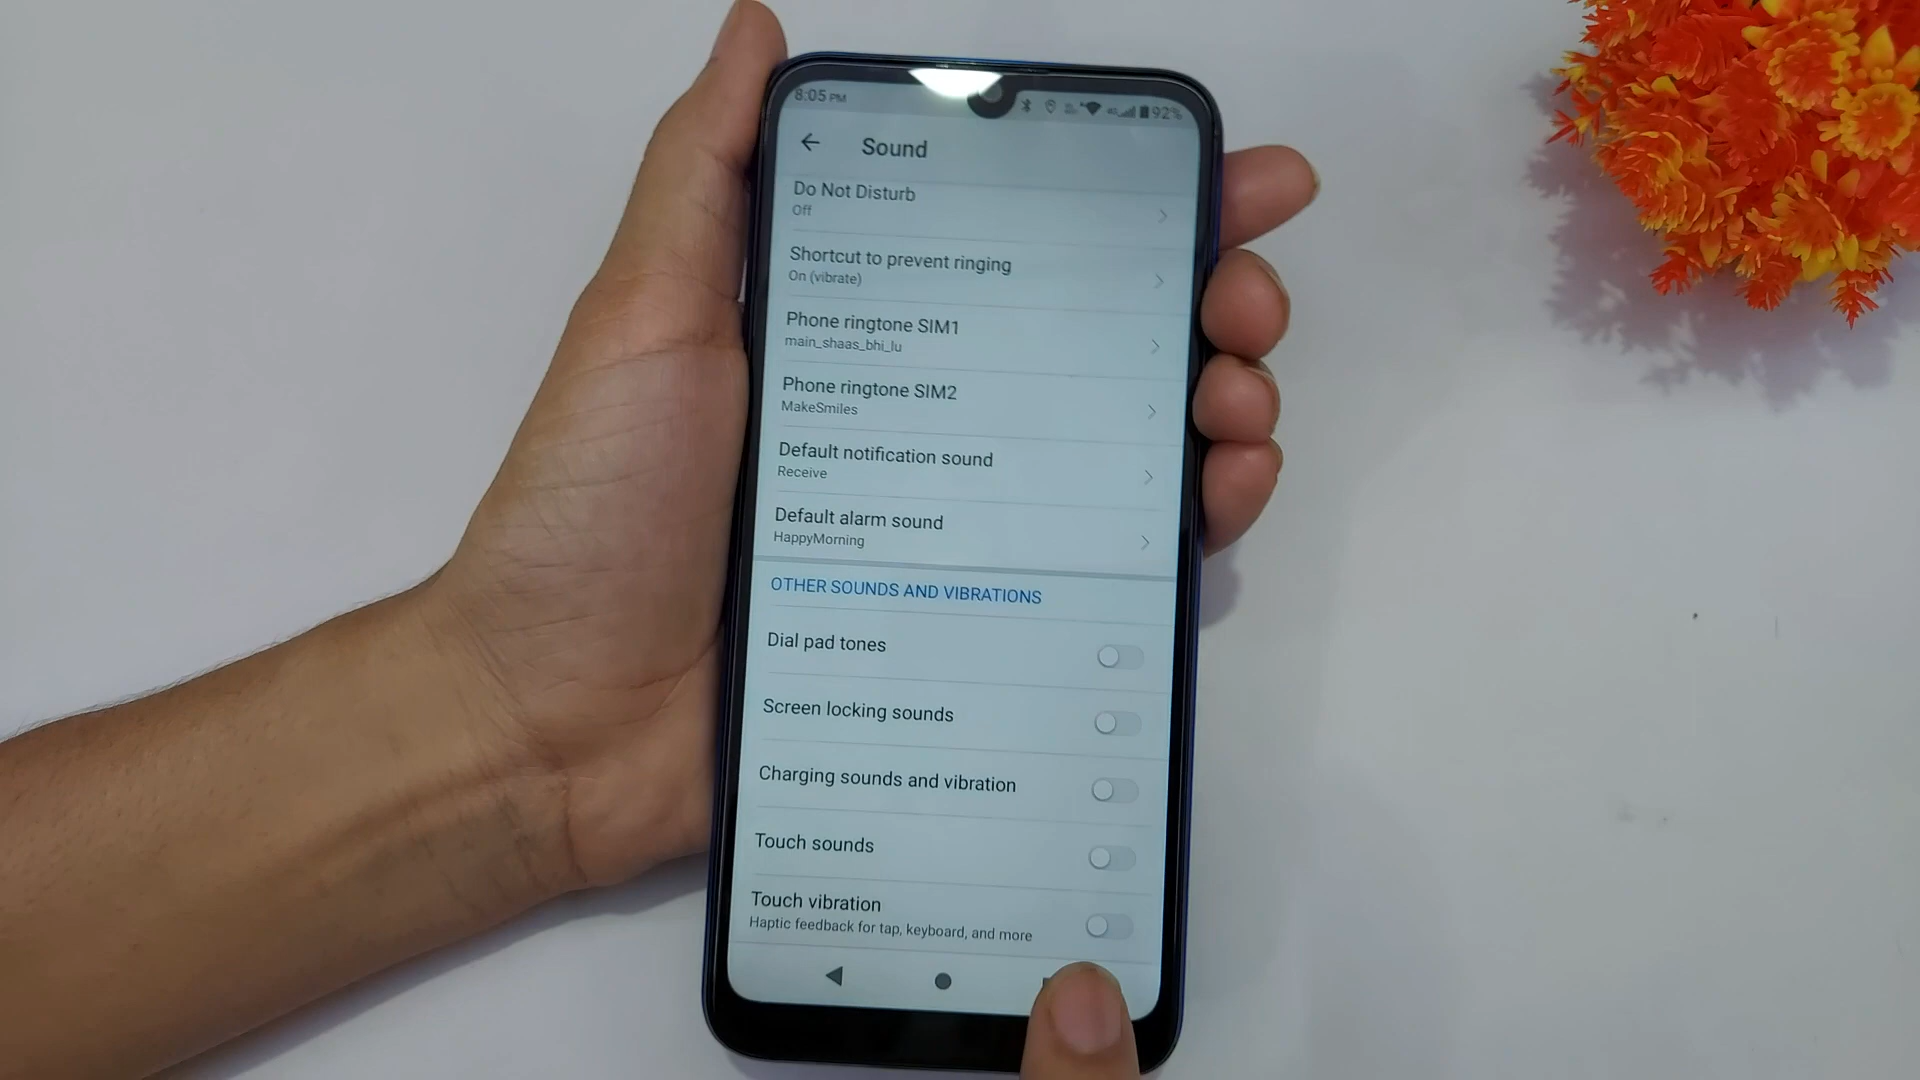 8:05 PM 92%
Sound
Do Not Disturb
Off
Shortcut to prevent ringing
On (vibrate)
Phone ringtone SIM1
main_shaas_bhi_lu
Phone ringtone SIM2
MakeSmiles
Default notification sound
Receive
Default alarm sound
HappyMorning
OTHER SOUNDS AND VIBRATIONS
Dial pad tones
Screen locking sounds
Charging sounds and vibration
Touch sounds
Touch vibration
Haptic feedback for tap, keyboard, and more